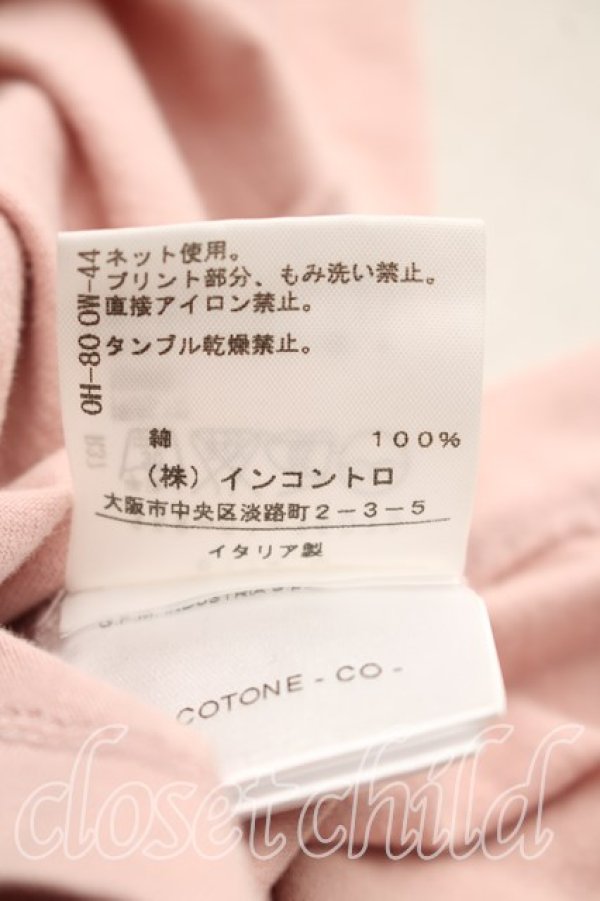 ネット使用。
プリント部分、もみ洗い禁止。
直接アイロン禁止。
タンブル乾燥禁止。
OH-80 OW-44
綿 100%
(株)インコントロ
大阪市中央区淡路町2-3-5
イタリア製
COTONE - CO -
closetchild